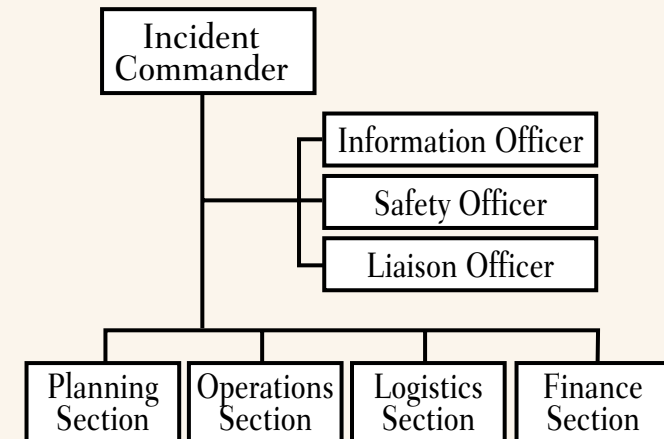 Incident
Commander
Information Officer
Safety Officer
Liaison Officer
Planning
Section
Operations
Section
Logistics
Section
Finance
Section